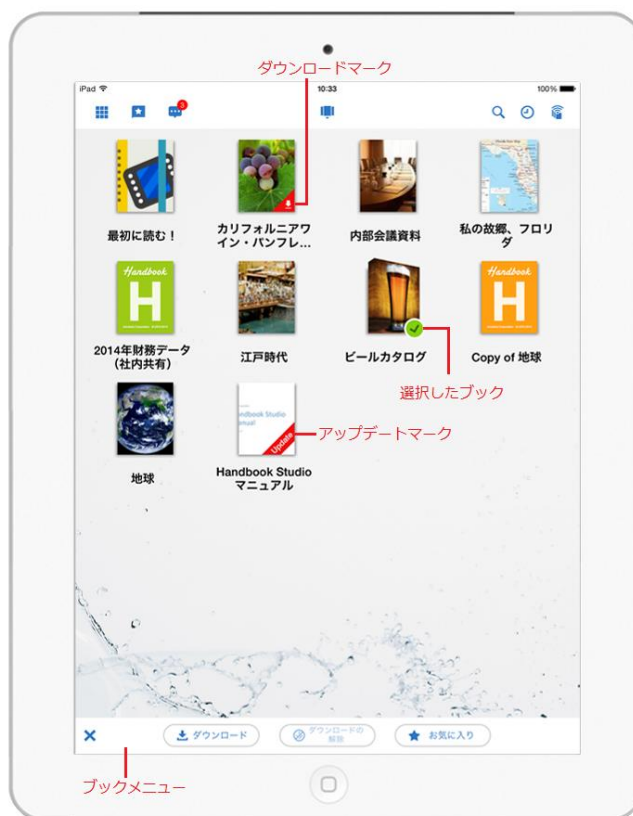 ダウンロードマーク
iPad
10:33
100%
3
最初に読む！
カリフォルニアワ
イン・パンフレ...
内部会議資料
私の故郷、フロリ
ダ
Handbook
H
Handbook
H
2014年財務データ
（社内共有）
江戸時代
ビールカタログ
Copy of 地球
選択したブック
ndbook Studio
anual
Update
アップデートマーク
地球
Handbook Studio
マニュアル
ダウンロード
ダウンロードの
解除
お気に入り
ブックメニュー